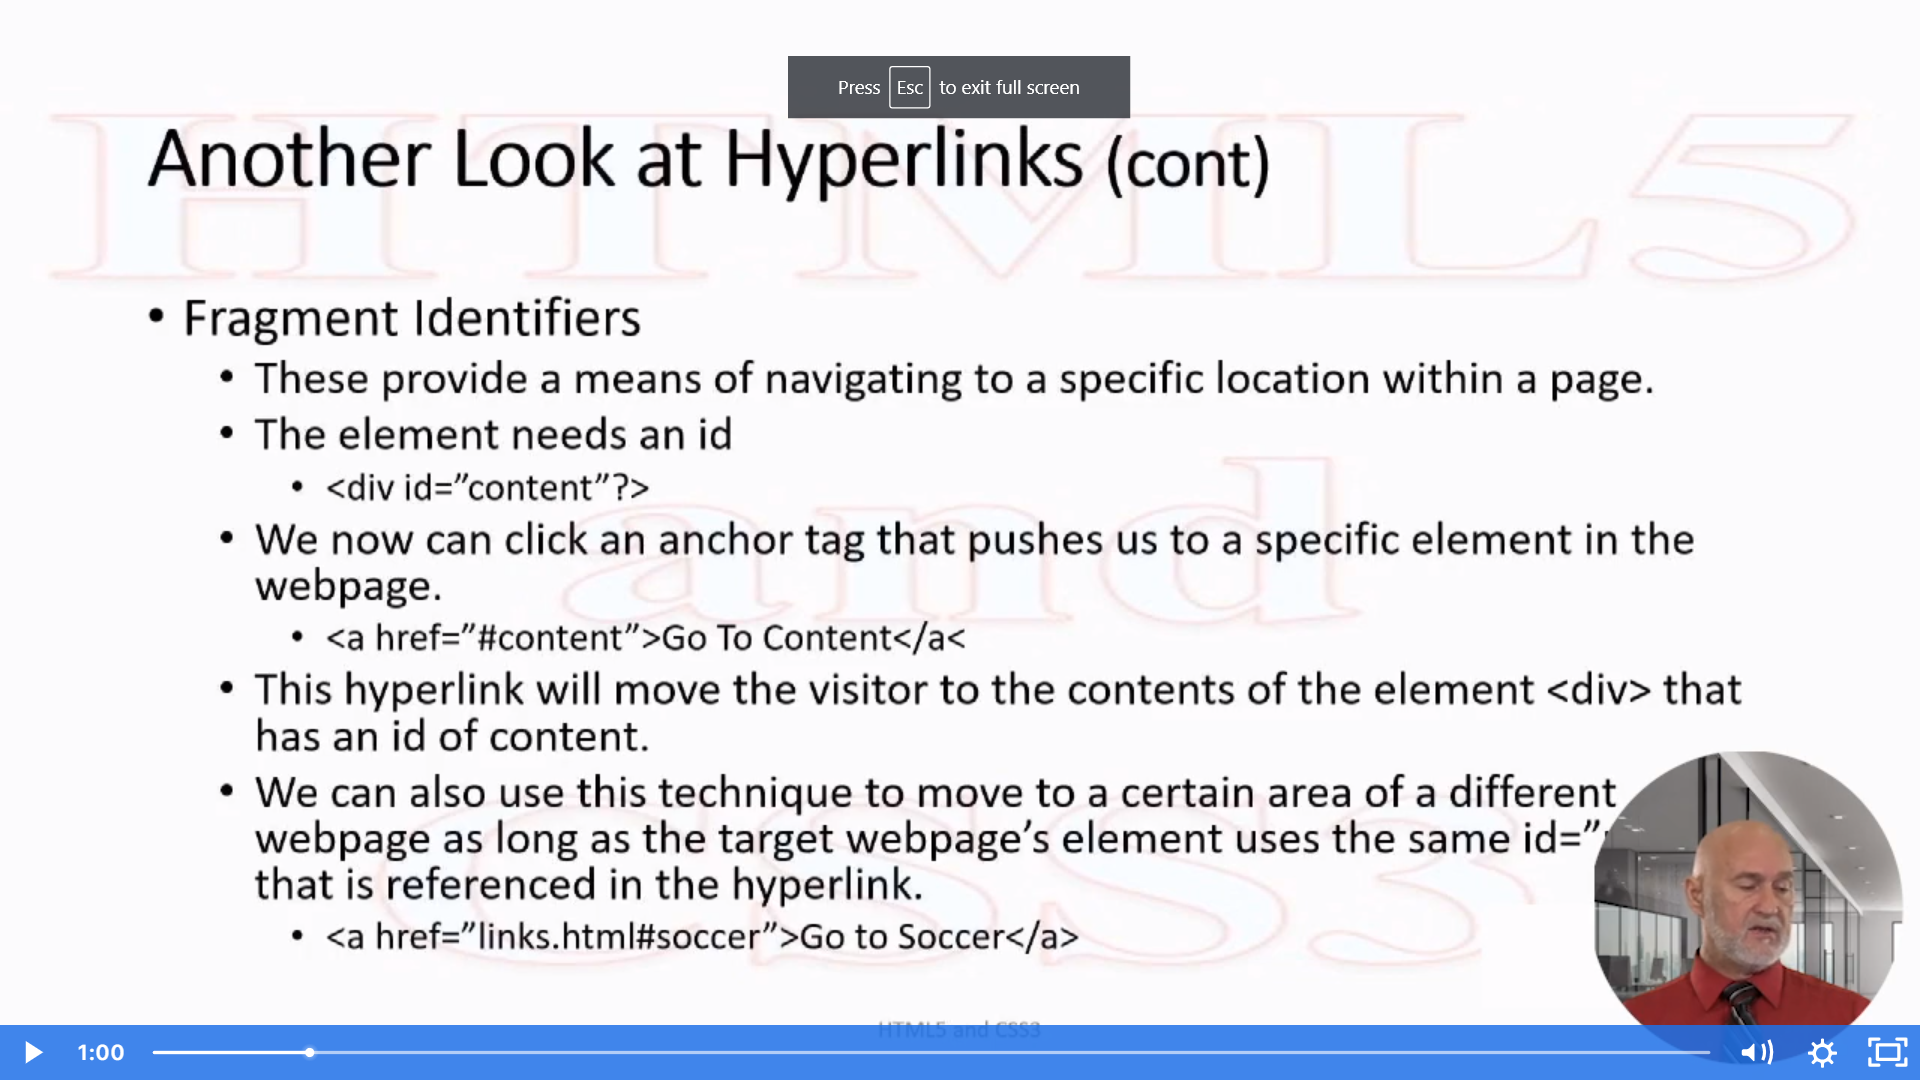 Press Esc to exit full screen
HTML5
Another Look at Hyperlinks (cont)
• Fragment Identifiers
• These provide a means of navigating to a specific location within a page.
• The element needs an id
• <div id=”content”?>
and
• We now can click an anchor tag that pushes us to a specific element in the
webpage.
• <a href=”#content”>Go To Content</a<
• This hyperlink will move the visitor to the contents of the element <div> that
has an id of content.
• We can also use this technique to move to a certain area of a different
webpage as long as the target webpage’s element uses the same id=”
that is referenced in the hyperlink.
CSS3
• <a href=”links.html#soccer”>Go to Soccer</a>
HTML5 and CSS3
1:00